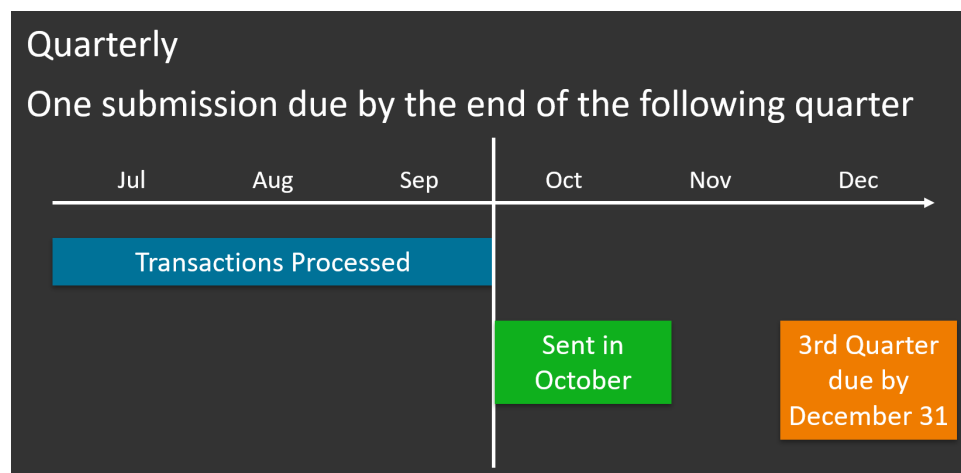 Quarterly
One submission due by the end of the following quarter
Jul Aug Sep Oct Nov Dec
Transactions Processed
Sent in
October
3rd Quarter
due by
December 31